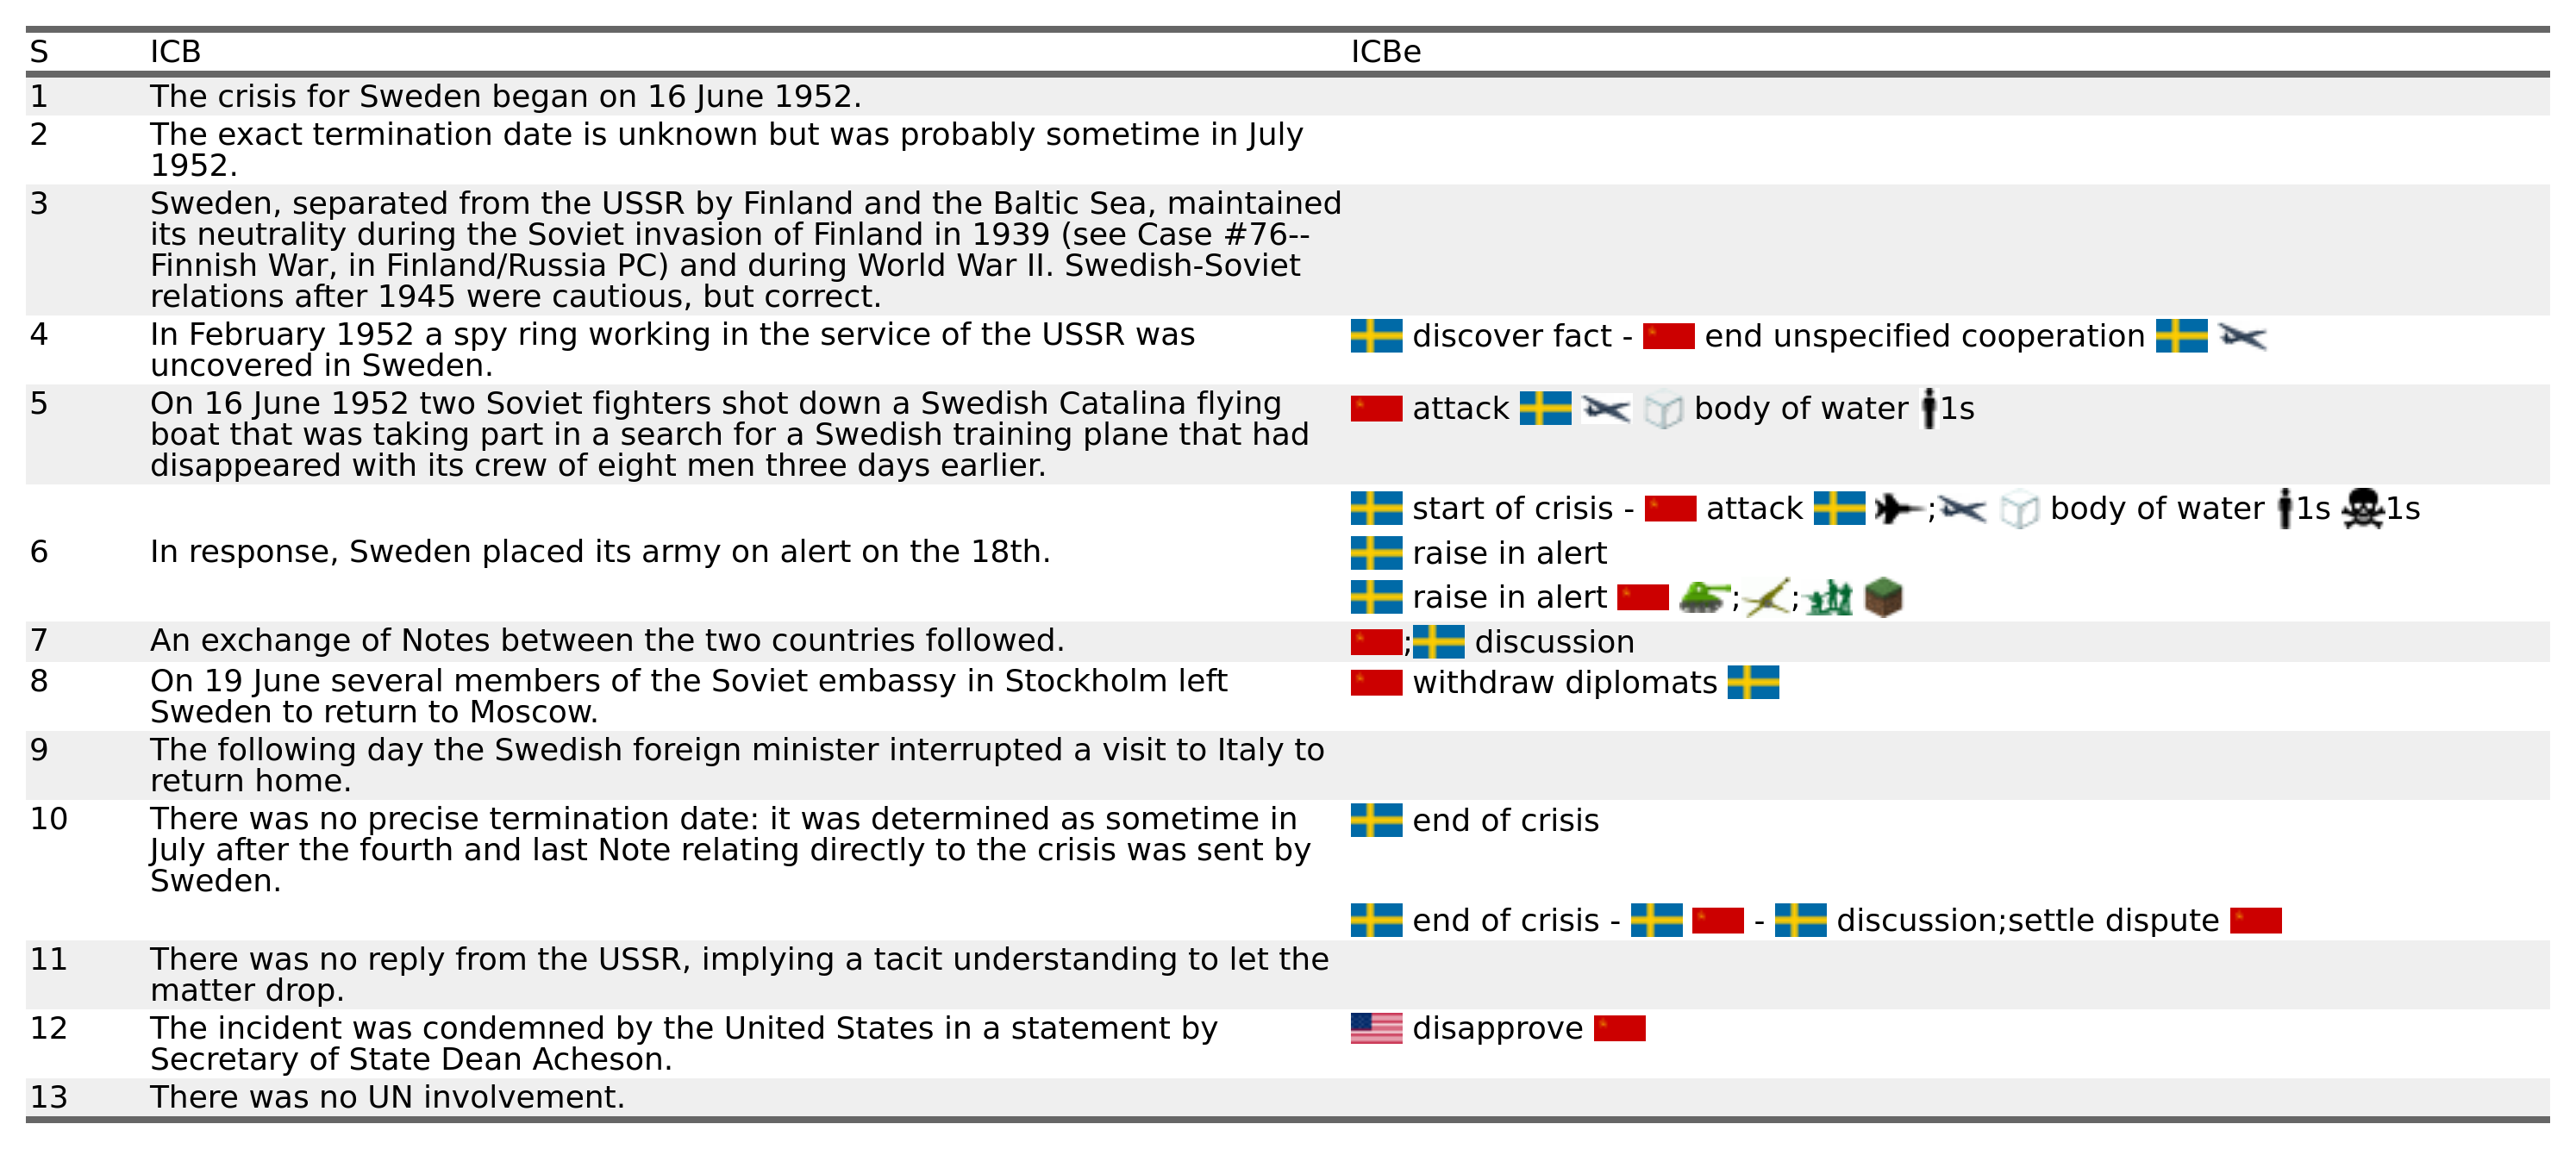 S ICB ICBe
1 The crisis for Sweden began on 16 June 1952.
2 The exact termination date is unknown but was probably sometime in July
1952.
3 Sweden, separated from the USSR by Finland and the Baltic Sea, maintained
its neutrality during the Soviet invasion of Finland in 1939 (see Case #76--
Finnish War, in Finland/Russia PC) and during World War II. Swedish-Soviet
relations after 1945 were cautious, but correct.
4 In February 1952 a spy ring working in the service of the USSR was discover fact - end unspecified cooperation
uncovered in Sweden.
5 On 16 June 1952 two Soviet fighters shot down a Swedish Catalina flying attack body of water 1s
boat that was taking part in a search for a Swedish training plane that had
disappeared with its crew of eight men three days earlier.
start of crisis - attack ; body of water 1s 1s
6 In response, Sweden placed its army on alert on the 18th. raise in alert
raise in alert ; ;
7 An exchange of Notes between the two countries followed. ; discussion
8 On 19 June several members of the Soviet embassy in Stockholm left withdraw diplomats
Sweden to return to Moscow.
9 The following day the Swedish foreign minister interrupted a visit to Italy to
return home.
10 There was no precise termination date: it was determined as sometime in end of crisis
July after the fourth and last Note relating directly to the crisis was sent by
Sweden.
end of crisis - - discussion;settle dispute
11 There was no reply from the USSR, implying a tacit understanding to let the
matter drop.
12 The incident was condemned by the United States in a statement by disapprove
Secretary of State Dean Acheson.
13 There was no UN involvement.